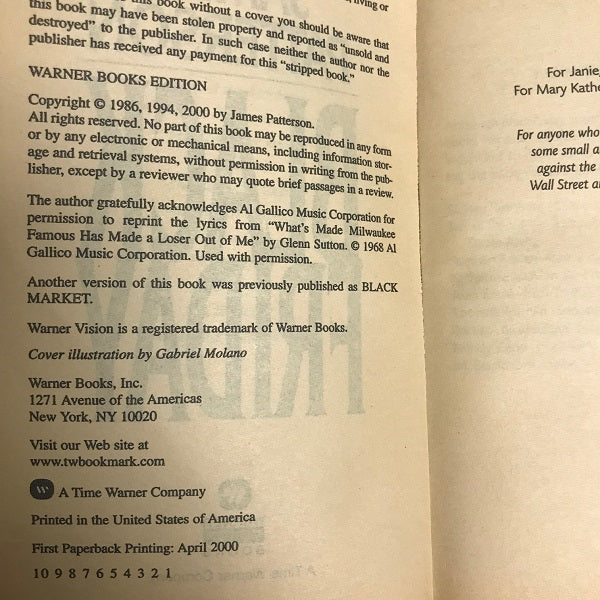 this book without a cover you should be aware that
this book may have been stolen property and reported as "unsold and
destroyed" to the publisher. In such case neither the author nor the
publisher has received any payment for this "stripped book."
WARNER BOOKS EDITION
Copyright © 1986, 1994, 2000 by James Patterson.
All rights reserved. No part of this book may be reproduced in any form
or by any electronic or mechanical means, including information stor-
age and retrieval systems, without permission in writing from the pub-
lisher, except by a reviewer who may quote brief passages in a review.
The author gratefully acknowledges Al Gallico Music Corporation for
permission to reprint the lyrics from "What's Made Milwaukee
Famous Has Made a Loser Out of Me" by Glenn Sutton. © 1968 Al
Gallico Music Corporation. Used with permission.
Another version of this book was previously published as BLACK
MARKET.
Warner Vision is a registered trademark of Warner Books.
Cover illustration by Gabriel Molano
Warner Books, Inc.
1271 Avenue of the Americas
New York, NY 10020
Visit our Web site at
www.twbookmark.com
A Time Warner Company
Printed in the United States of America
First Paperback Printing: April 2000
10 9 8 7 6 5 4 3 2 1
For Janie,
For Mary Kathe
For anyone who
some small a
against the
Wall Street a